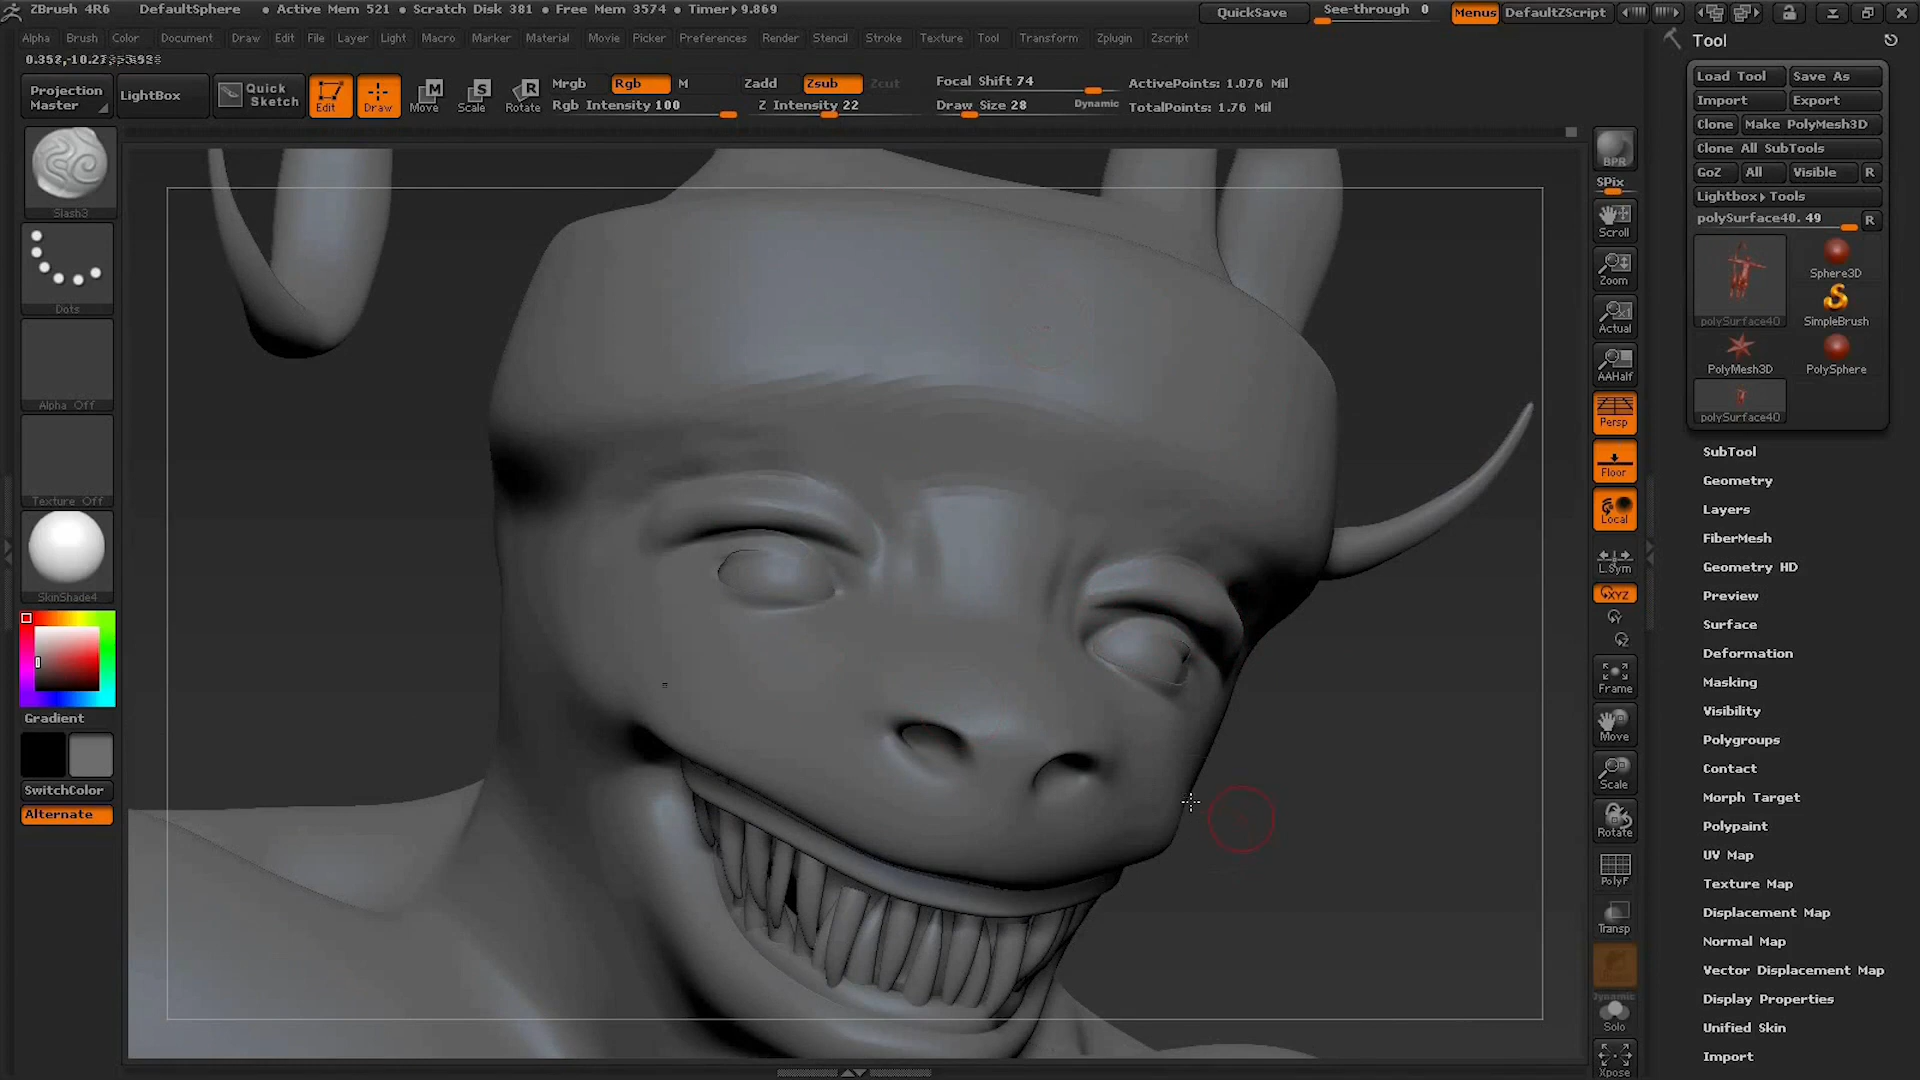 ZBrush 4R6 DefaultSphere • Active Mem 521 • Scratch Disk 381 • Free Mem 3574 • Timer▸9.869 QuickSave See-through 0 Menus DefaultZScript
Alpha Brush Color Document Draw Edit File Layer Light Macro Marker Material Movie Picker Preferences Render Stencil Stroke Texture Tool Transform Zplugin Zscript
Projection Master
LightBox
Quick Sketch
Edit Draw Move Scale Rotate
Mrgb Rgb M Zadd Zsub Zcut
Rgb Intensity 100 Z Intensity 22
Focal Shift 74
Draw Size 28 Dynamic
ActivePoints: 1.076 Mil
TotalPoints: 1.76 Mil
Slash3
Dots
Alpha Off
Texture Off
SkinShade4
Gradient
SwitchColor
Alternate
BPR
SPix
Scroll
Zoom
Actual
AAHalf
Persp
Floor
Local
L.Sym
XYZ
Y
Z
Frame
Move
Scale
Rotate
PolyF
Transp
Dynamic
Solo
Xpose
Tool
Load Tool Save As
Import Export
Clone Make PolyMesh3D
Clone All SubTools
GoZ All Visible R
Lightbox▸Tools
polySurface40. 49 R
polySurface40 Sphere3D
SimpleBrush
PolyMesh3D PolySphere
polySurface40
SubTool
Geometry
Layers
FiberMesh
Geometry HD
Preview
Surface
Deformation
Masking
Visibility
Polygroups
Contact
Morph Target
Polypaint
UV Map
Texture Map
Displacement Map
Normal Map
Vector Displacement Map
Display Properties
Unified Skin
Import